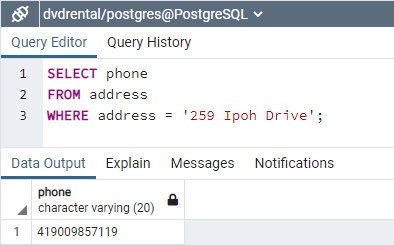 dvdrental/postgres@PostgreSQL
Query Editor Query History
1 SELECT phone
2 FROM address
3 WHERE address = '259 Ipoh Drive';
Data Output Explain Messages Notifications
phone
character varying (20)
1 419009857119